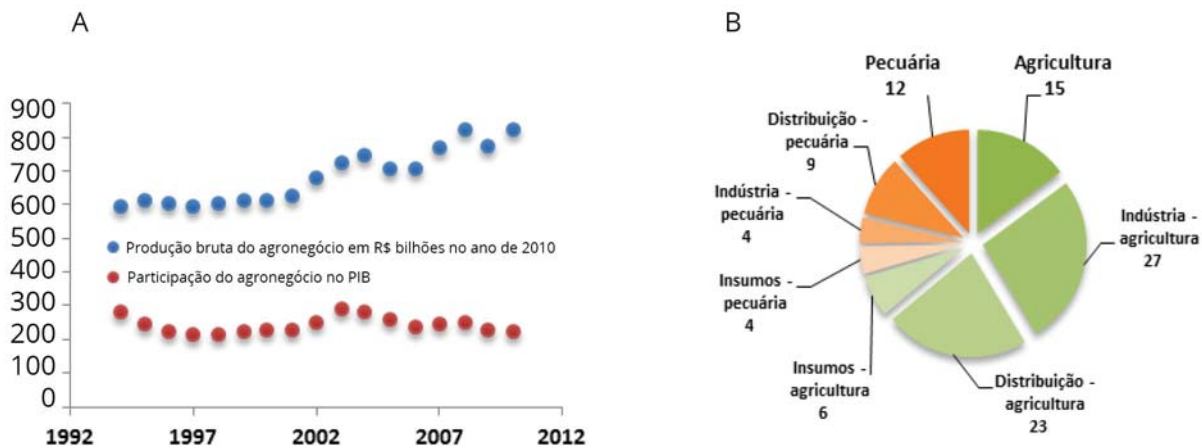 A
900
800
700
600
500
400
300
200
100
0
Produção bruta do agronegócio em R$ bilhões no ano de 2010
Participação do agronegócio no PIB
1992 1997 2002 2007 2012
B
Pecuária
12
Agricultura
15
Distribuição -
pecuária
9
Indústria -
pecuária
4
Insumos -
pecuária
4
Insumos -
agricultura
6
Distribuição -
agricultura
23
Indústria -
agricultura
27